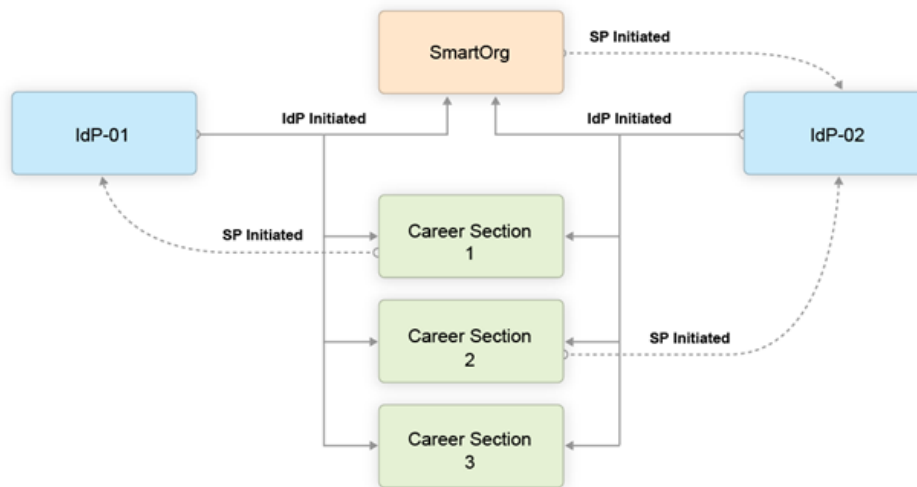 SmartOrg
SP Initiated
IdP-01
IdP Initiated
IdP Initiated
IdP-02
Career Section
1
SP Initiated
Career Section
2
SP Initiated
Career Section
3